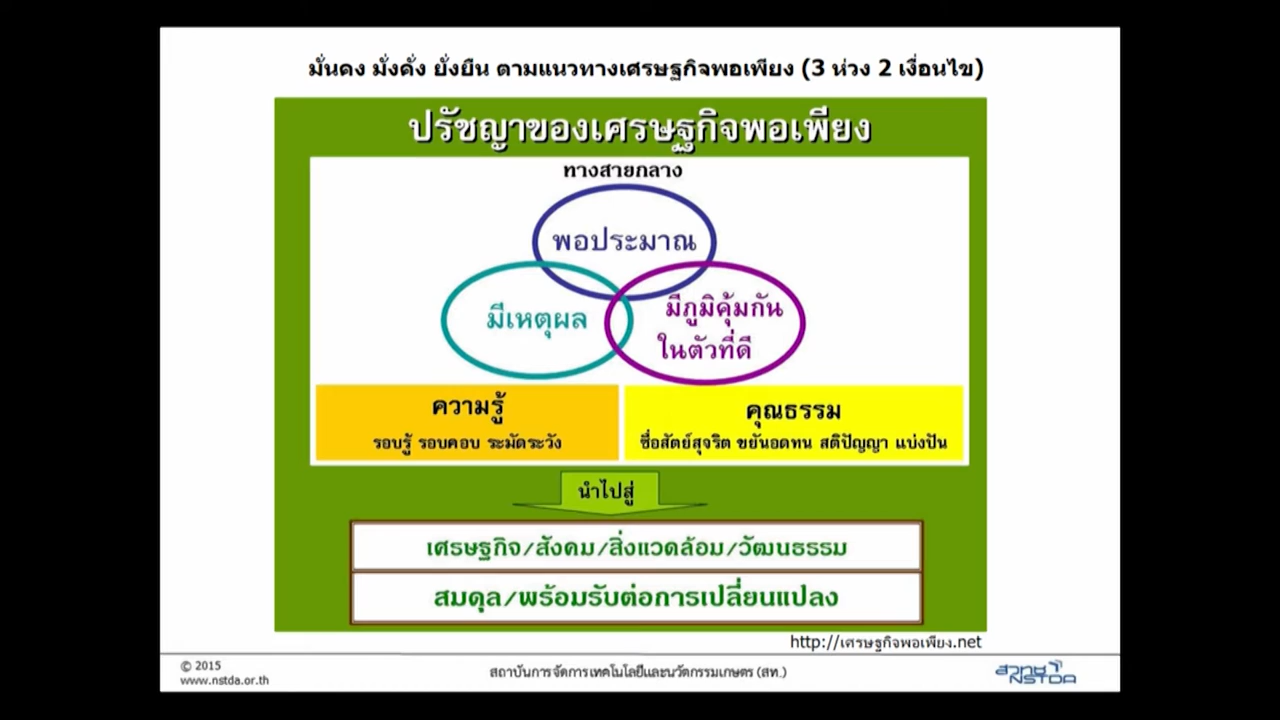 มั่นคง มั่งคั่ง ยั่งยืน ตามแนวทางเศรษฐกิจพอเพียง (3 ห่วง 2 เงื่อนไข)
ปรัชญาของเศรษฐกิจพอเพียง
ทางสายกลาง
พอประมาณ
มีเหตุผล
มีภูมิคุ้มกัน
ในตัวที่ดี
ความรู้
รอบรู้ รอบคอบ ระมัดระวัง
คุณธรรม
ซื่อสัตย์สุจริต ขยันอดทน สติปัญญา แบ่งปัน
นำไปสู่
เศรษฐกิจ/สังคม/สิ่งแวดล้อม/วัฒนธรรม
สมดุล/พร้อมรับต่อการเปลี่ยนแปลง
http://เศรษฐกิจพอเพียง.net
© 2015
www.nstda.or.th
สถาบันการจัดการเทคโนโลยีและนวัตกรรมเกษตร (สท.)
สวทช
NSTDA